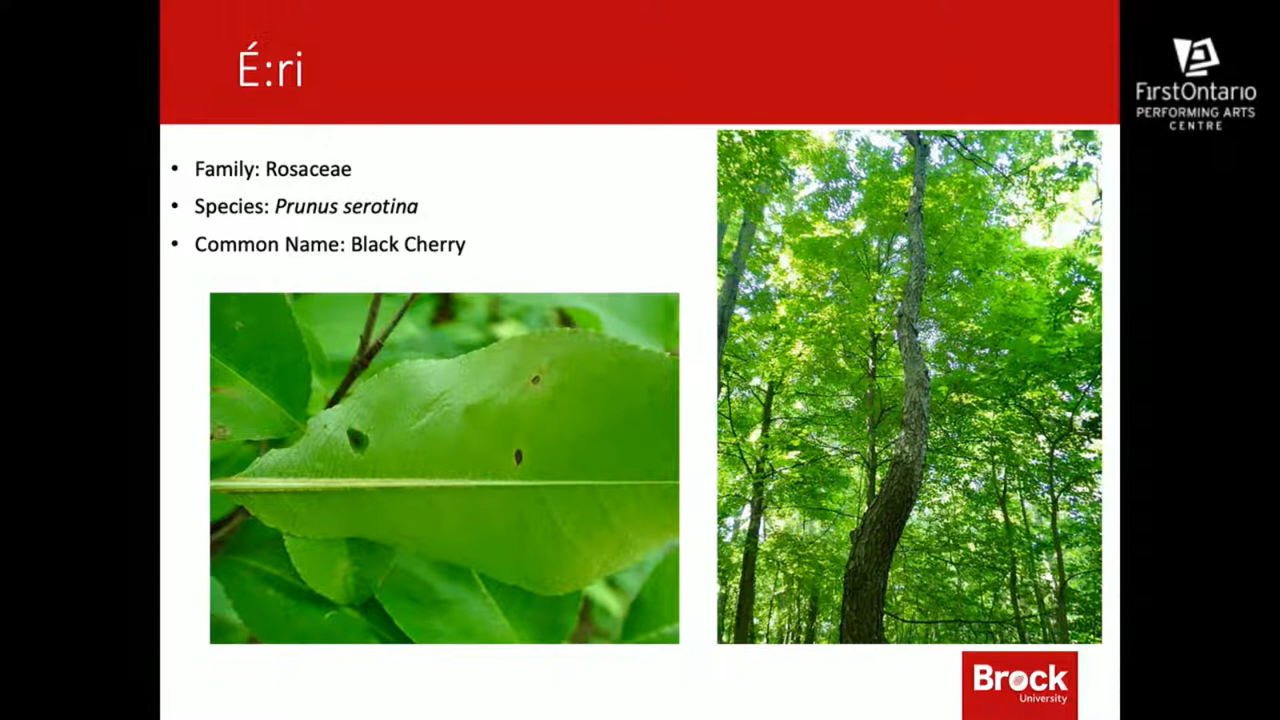 É:ri
• Family: Rosaceae
• Species: Prunus serotina
• Common Name: Black Cherry
FirstOntario
PERFORMING ARTS
CENTRE
Brock
University